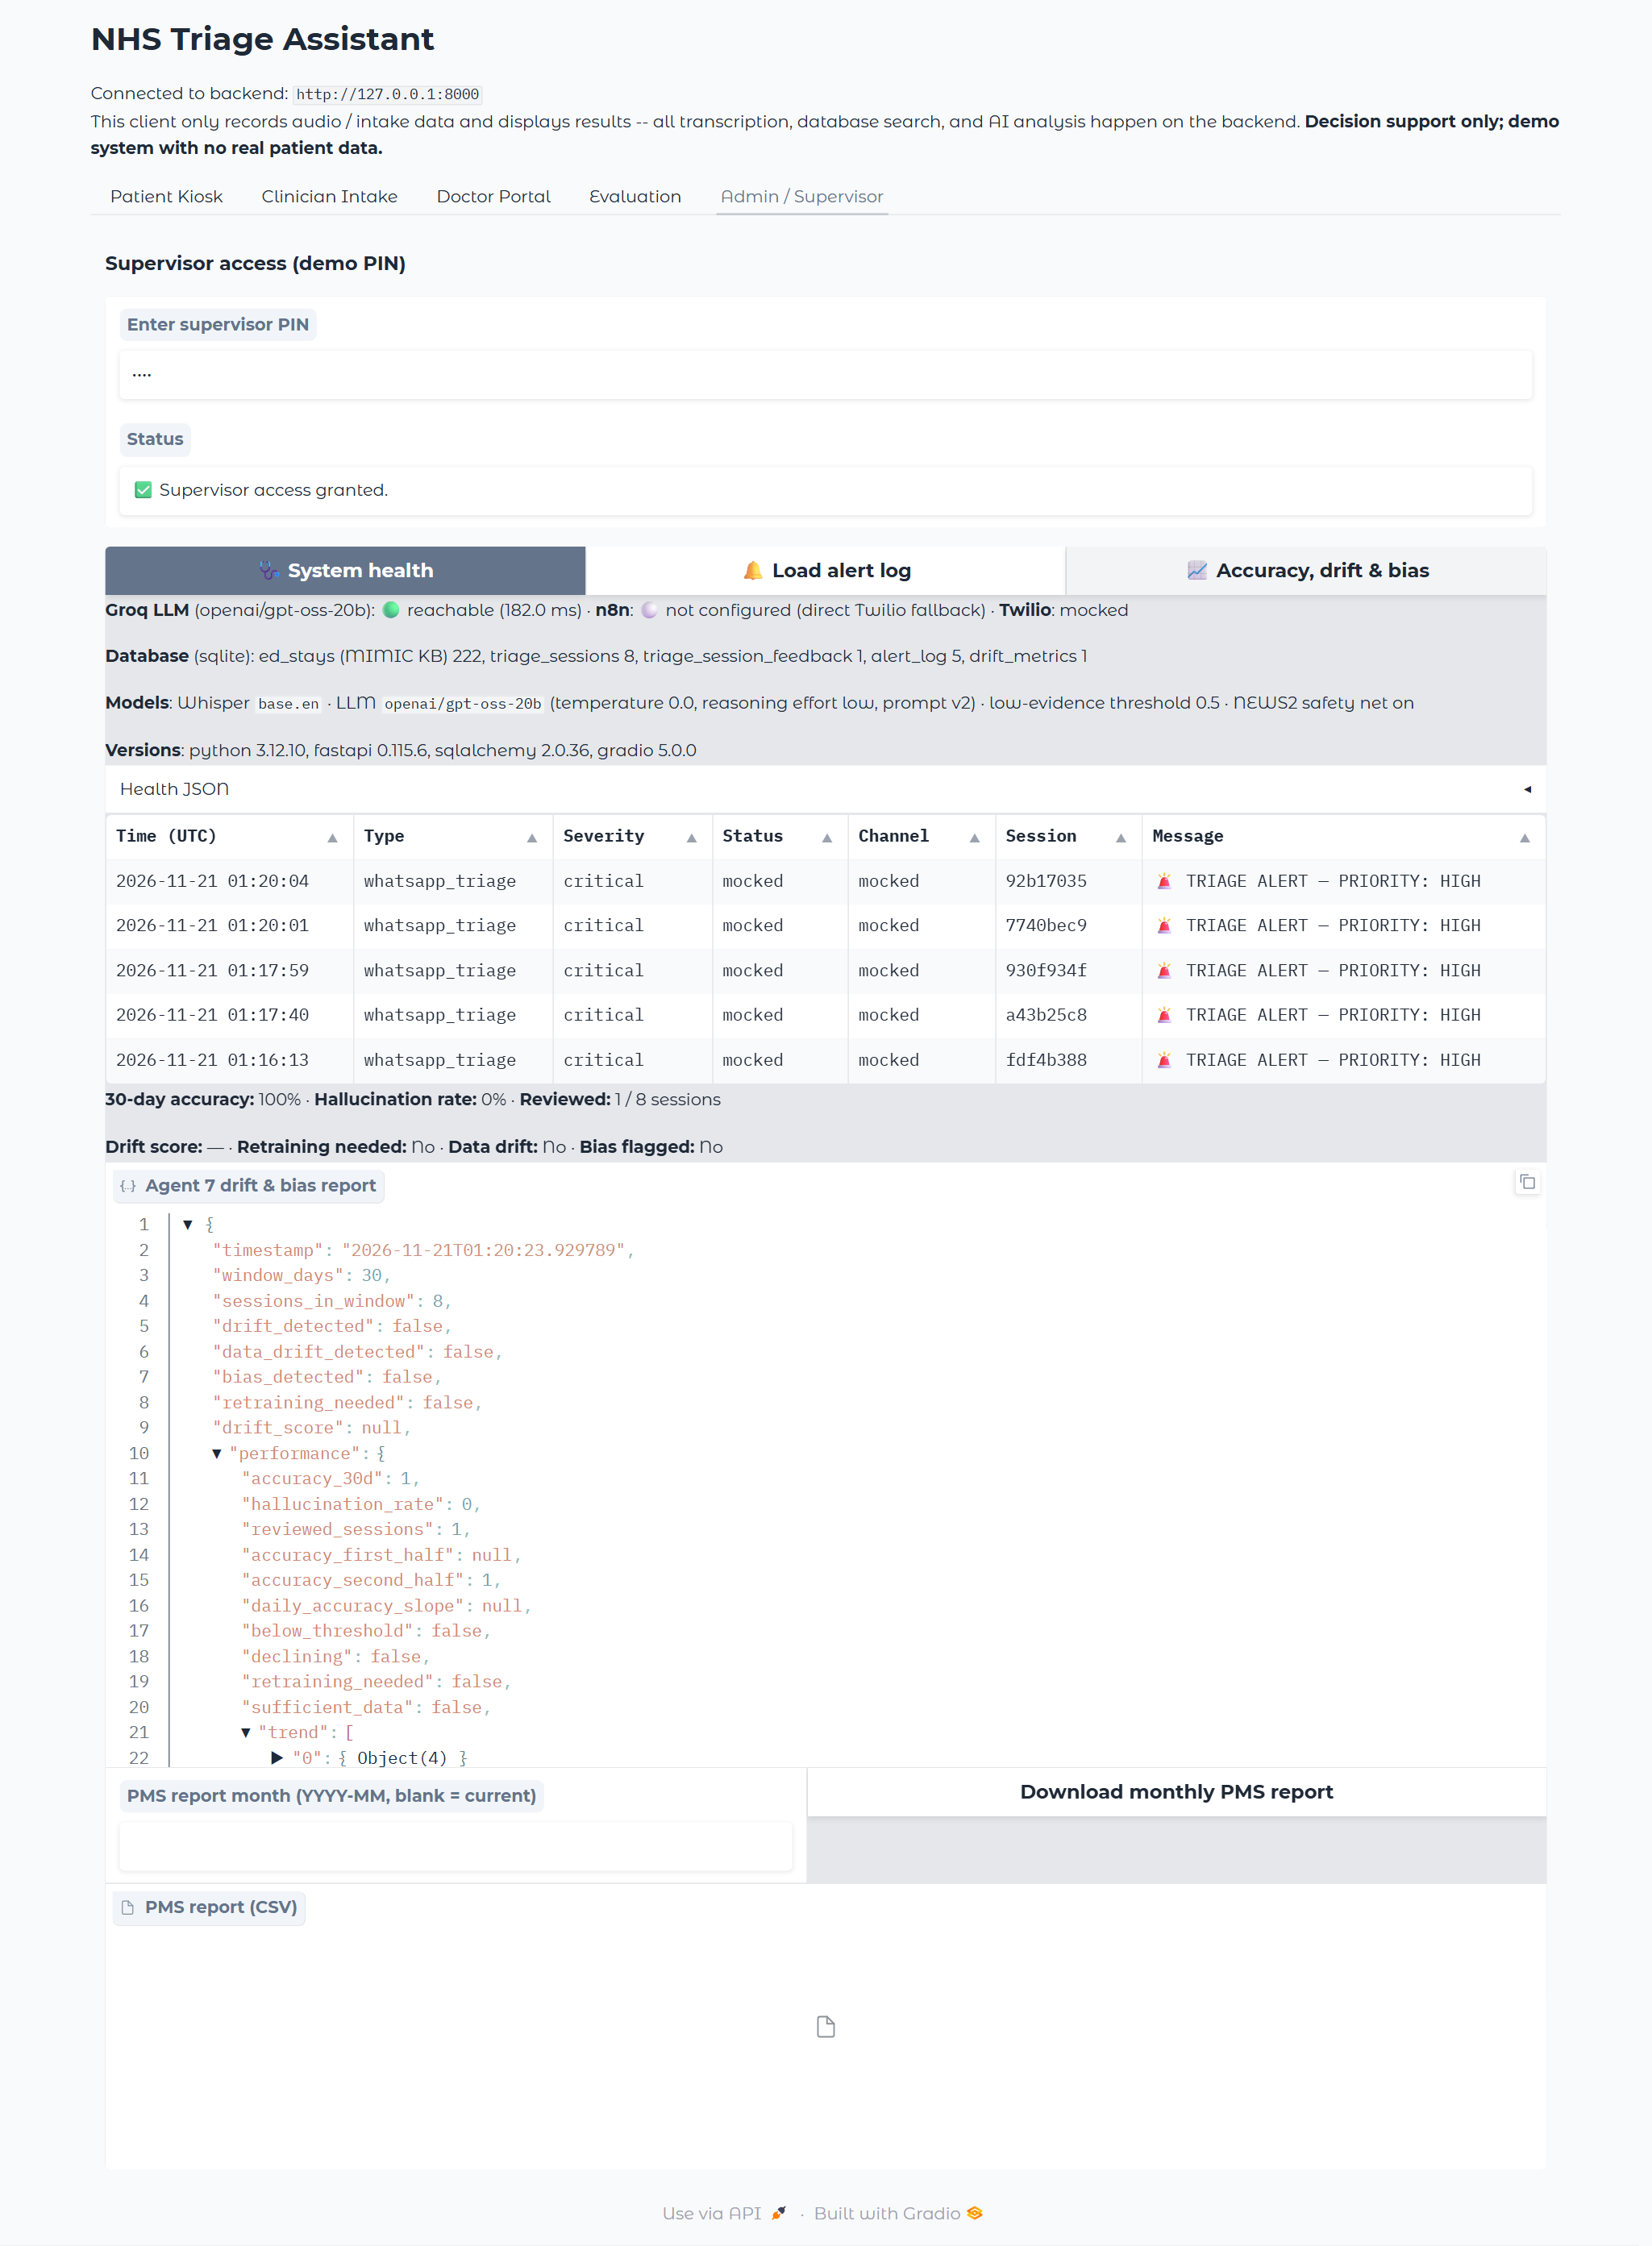 NHS Triage Assistant
Connected to backend: http://127.0.0.1:8000
This client only records audio / intake data and displays results -- all transcription, database search, and AI analysis happen on the backend. Decision support only; demo
system with no real patient data.
Patient Kiosk Clinician Intake Doctor Portal Evaluation Admin / Supervisor
Supervisor access (demo PIN)
Enter supervisor PIN
....
Status
✅ Supervisor access granted.
🩺 System health 🔔 Load alert log 📈 Accuracy, drift & bias
Groq LLM (openai/gpt-oss-20b): 🟢 reachable (182.0 ms) · n8n: ⚪ not configured (direct Twilio fallback) · Twilio: mocked
Database (sqlite): ed_stays (MIMIC KB) 222, triage_sessions 8, triage_session_feedback 1, alert_log 5, drift_metrics 1
Models: Whisper base.en · LLM openai/gpt-oss-20b (temperature 0.0, reasoning effort low, prompt v2) · low-evidence threshold 0.5 · NEWS2 safety net on
Versions: python 3.12.10, fastapi 0.115.6, sqlalchemy 2.0.36, gradio 5.0.0
Health JSON
Time (UTC) Type Severity Status Channel Session Message
2026-11-21 01:20:04 whatsapp_triage critical mocked mocked 92b17035 🚨 TRIAGE ALERT — PRIORITY: HIGH
2026-11-21 01:20:01 whatsapp_triage critical mocked mocked 7740bec9 🚨 TRIAGE ALERT — PRIORITY: HIGH
2026-11-21 01:17:59 whatsapp_triage critical mocked mocked 930f934f 🚨 TRIAGE ALERT — PRIORITY: HIGH
2026-11-21 01:17:40 whatsapp_triage critical mocked mocked a43b25c8 🚨 TRIAGE ALERT — PRIORITY: HIGH
2026-11-21 01:16:13 whatsapp_triage critical mocked mocked fdf4b388 🚨 TRIAGE ALERT — PRIORITY: HIGH
30-day accuracy: 100% · Hallucination rate: 0% · Reviewed: 1 / 8 sessions
Drift score: — · Retraining needed: No · Data drift: No · Bias flagged: No
Agent 7 drift & bias report
1 {
2 "timestamp": "2026-11-21T01:20:23.929789",
3 "window_days": 30,
4 "sessions_in_window": 8,
5 "drift_detected": false,
6 "data_drift_detected": false,
7 "bias_detected": false,
8 "retraining_needed": false,
9 "drift_score": null,
10 "performance": {
11 "accuracy_30d": 1,
12 "hallucination_rate": 0,
13 "reviewed_sessions": 1,
14 "accuracy_first_half": null,
15 "accuracy_second_half": 1,
16 "daily_accuracy_slope": null,
17 "below_threshold": false,
18 "declining": false,
19 "retraining_needed": false,
20 "sufficient_data": false,
21 "trend": [
22 "0": { Object(4) }
PMS report month (YYYY-MM, blank = current) Download monthly PMS report
PMS report (CSV)
Use via API 🚀 · Built with Gradio